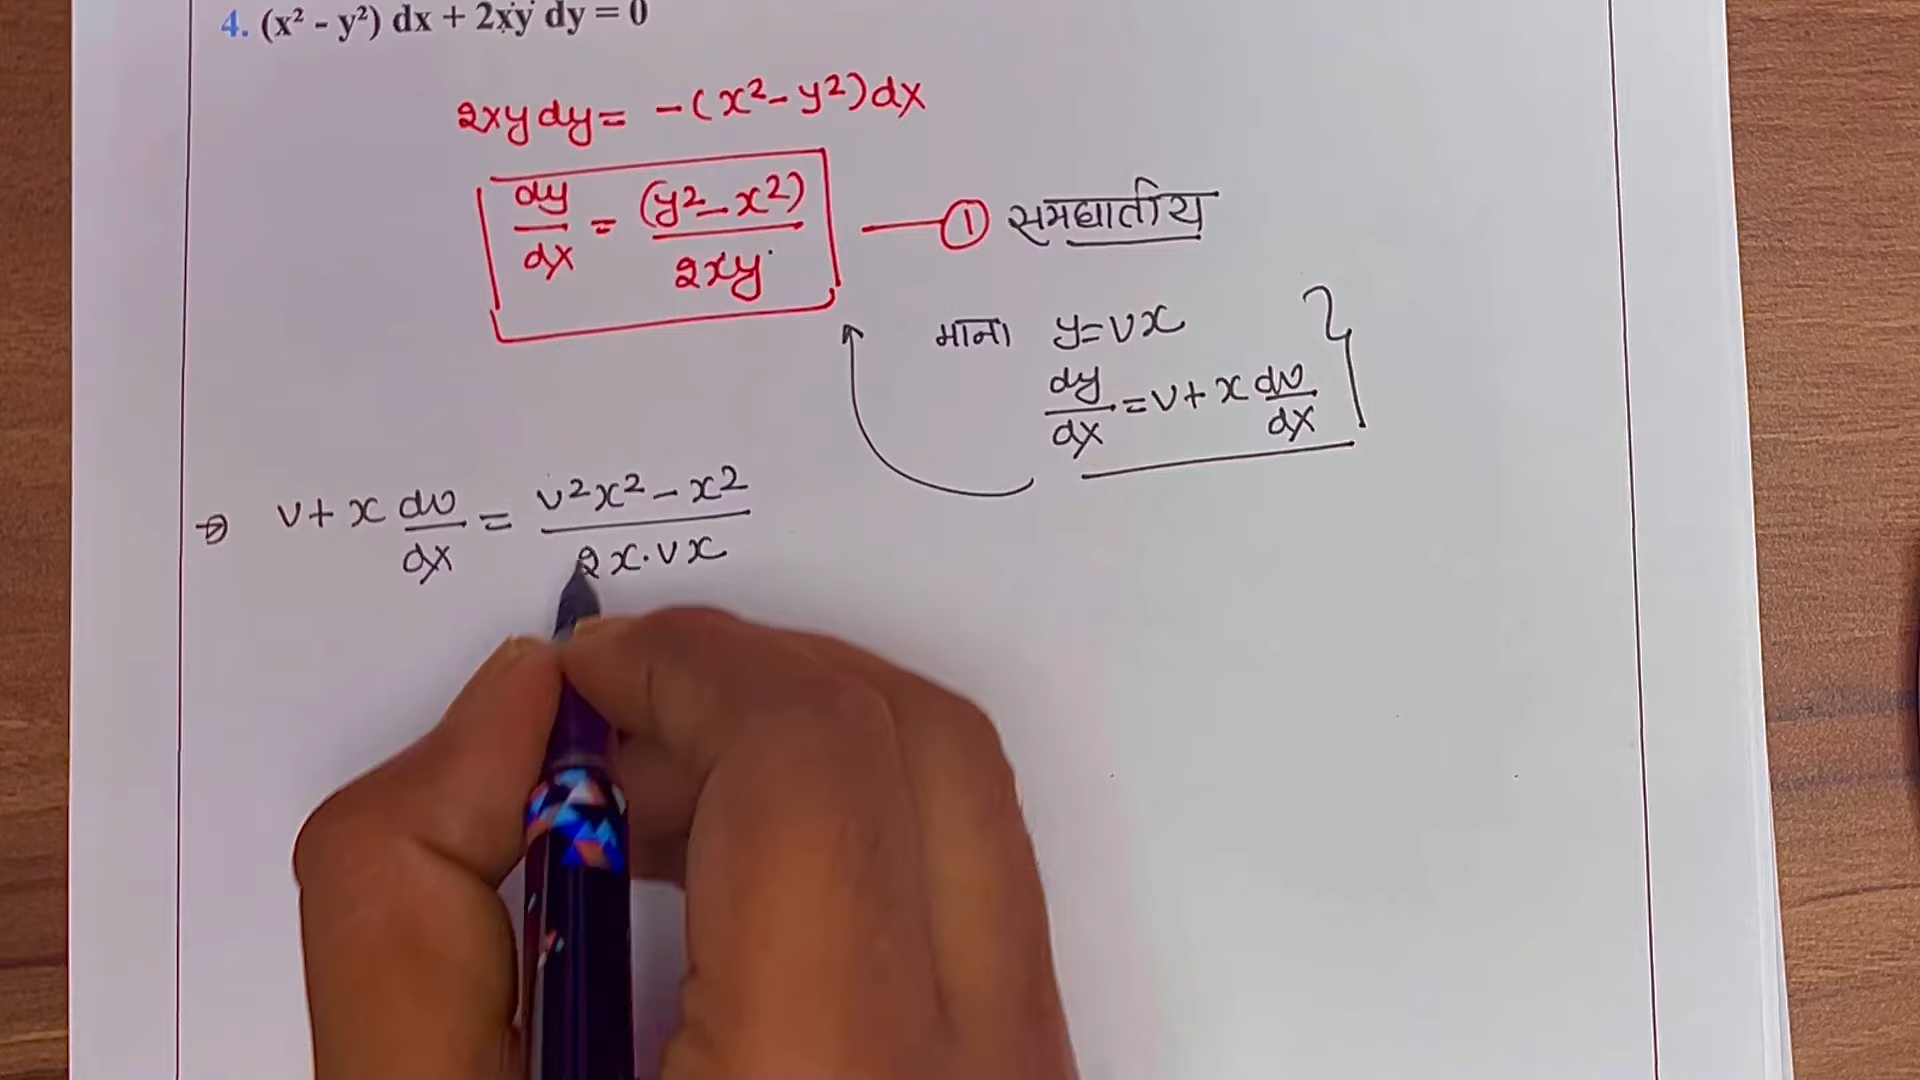 4. (x² - y²) dx + 2xy dy = 0
2xy dy = -(x² - y²)dx
dy/dx = (y² - x²)/2xy — ① समघातीय
माना y = vx
dy/dx = v + x dv/dx
⇒ v + x dv/dx = v²x² - x²/2x·vx